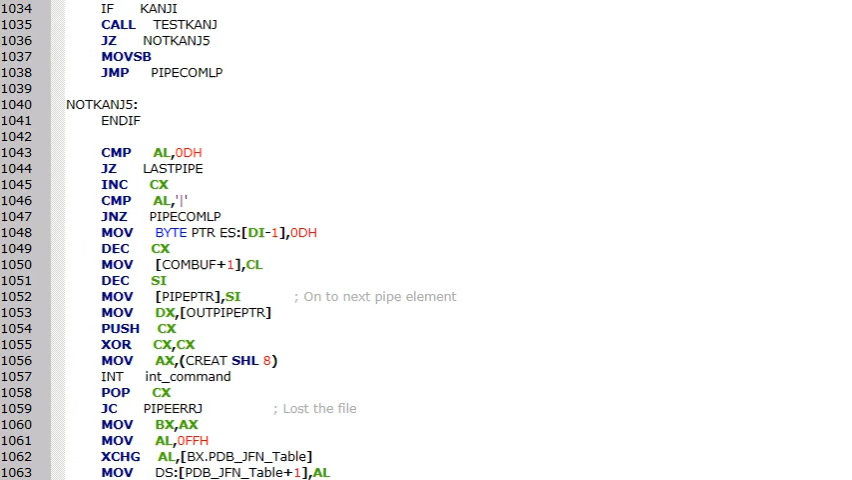 1034 IF KANJI
1035 CALL TESTKANJ
1036 JZ NOTKANJ5
1037 MOVSB
1038 JMP PIPECOMLP
1039
1040 NOTKANJ5:
1041 ENDIF
1042
1043 CMP AL,0DH
1044 JZ LASTPIPE
1045 INC CX
1046 CMP AL,'|'
1047 JNZ PIPECOMLP
1048 MOV BYTE PTR ES:[DI-1],0DH
1049 DEC CX
1050 MOV [COMBUF+1],CL
1051 DEC SI
1052 MOV [PIPEPTR],SI ; On to next pipe element
1053 MOV DX,[OUTPIPEPTR]
1054 PUSH CX
1055 XOR CX,CX
1056 MOV AX,(CREAT SHL 8)
1057 INT int_command
1058 POP CX
1059 JC PIPEERRJ ; Lost the file
1060 MOV BX,AX
1061 MOV AL,0FFH
1062 XCHG AL,[BX.PDB_JFN_Table]
1063 MOV DS:[PDB_JFN_Table+1],AL